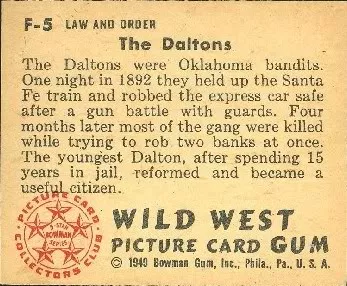 F-5 LAW AND ORDER
The Daltons
The Daltons were Oklahoma bandits.
One night in 1892 they held up the Santa
Fe train and robbed the express car safe
after a gun battle with guards. Four
months later most of the gang were killed
while trying to rob two banks at once.
The youngest Dalton, after spending 15
years in jail, reformed and became a
useful citizen.
PICTURE CARD
5 STAR
BOWMAN
SERIES
COLLECTORS CLUB
WILD WEST
PICTURE CARD GUM
© 1949 Bowman Gum, Inc., Phila., Pa., U. S. A.